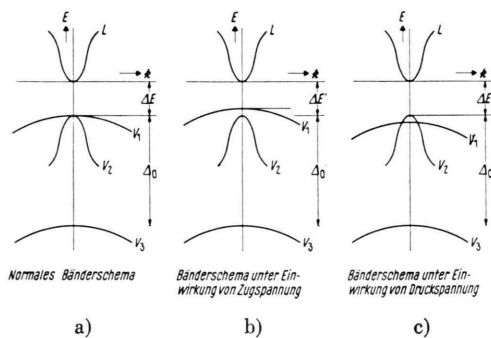 E
L
k
ΔE
V₁
V₂
Δ₀
V₃
Normales Bänderschema
a)
E
L
k
ΔE'
V₁
V₂
Δ₀
V₃
Bänderschema unter Ein-
wirkung von Zugspannung
b)
E
L
k
ΔE
V₁
V₂
Δ₀
V₃
Bänderschema unter Ein-
wirkung von Druckspannung
c)